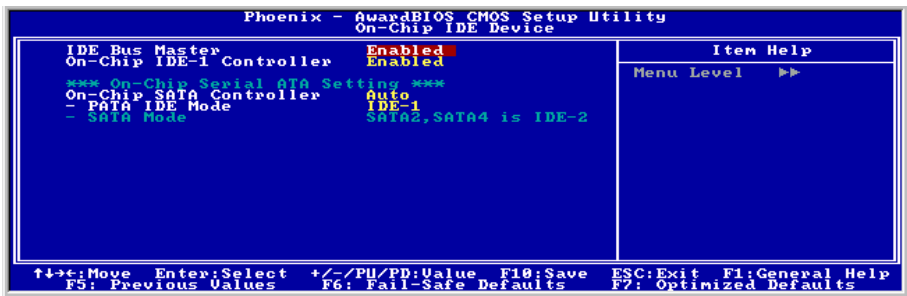 Phoenix - AwardBIOS CMOS Setup Utility
On-Chip IDE Device
IDE Bus Master Enabled
On-Chip IDE-1 Controller Enabled
*** On-Chip Serial ATA Setting ***
On-Chip SATA Controller Auto
- PATA IDE Mode IDE-1
- SATA Mode SATA2,SATA4 is IDE-2
Item Help
Menu Level ▶▶
↑↓→←:Move Enter:Select +/-/PU/PD:Value F10:Save ESC:Exit F1:General Help
F5: Previous Values F6: Fail-Safe Defaults F7: Optimized Defaults